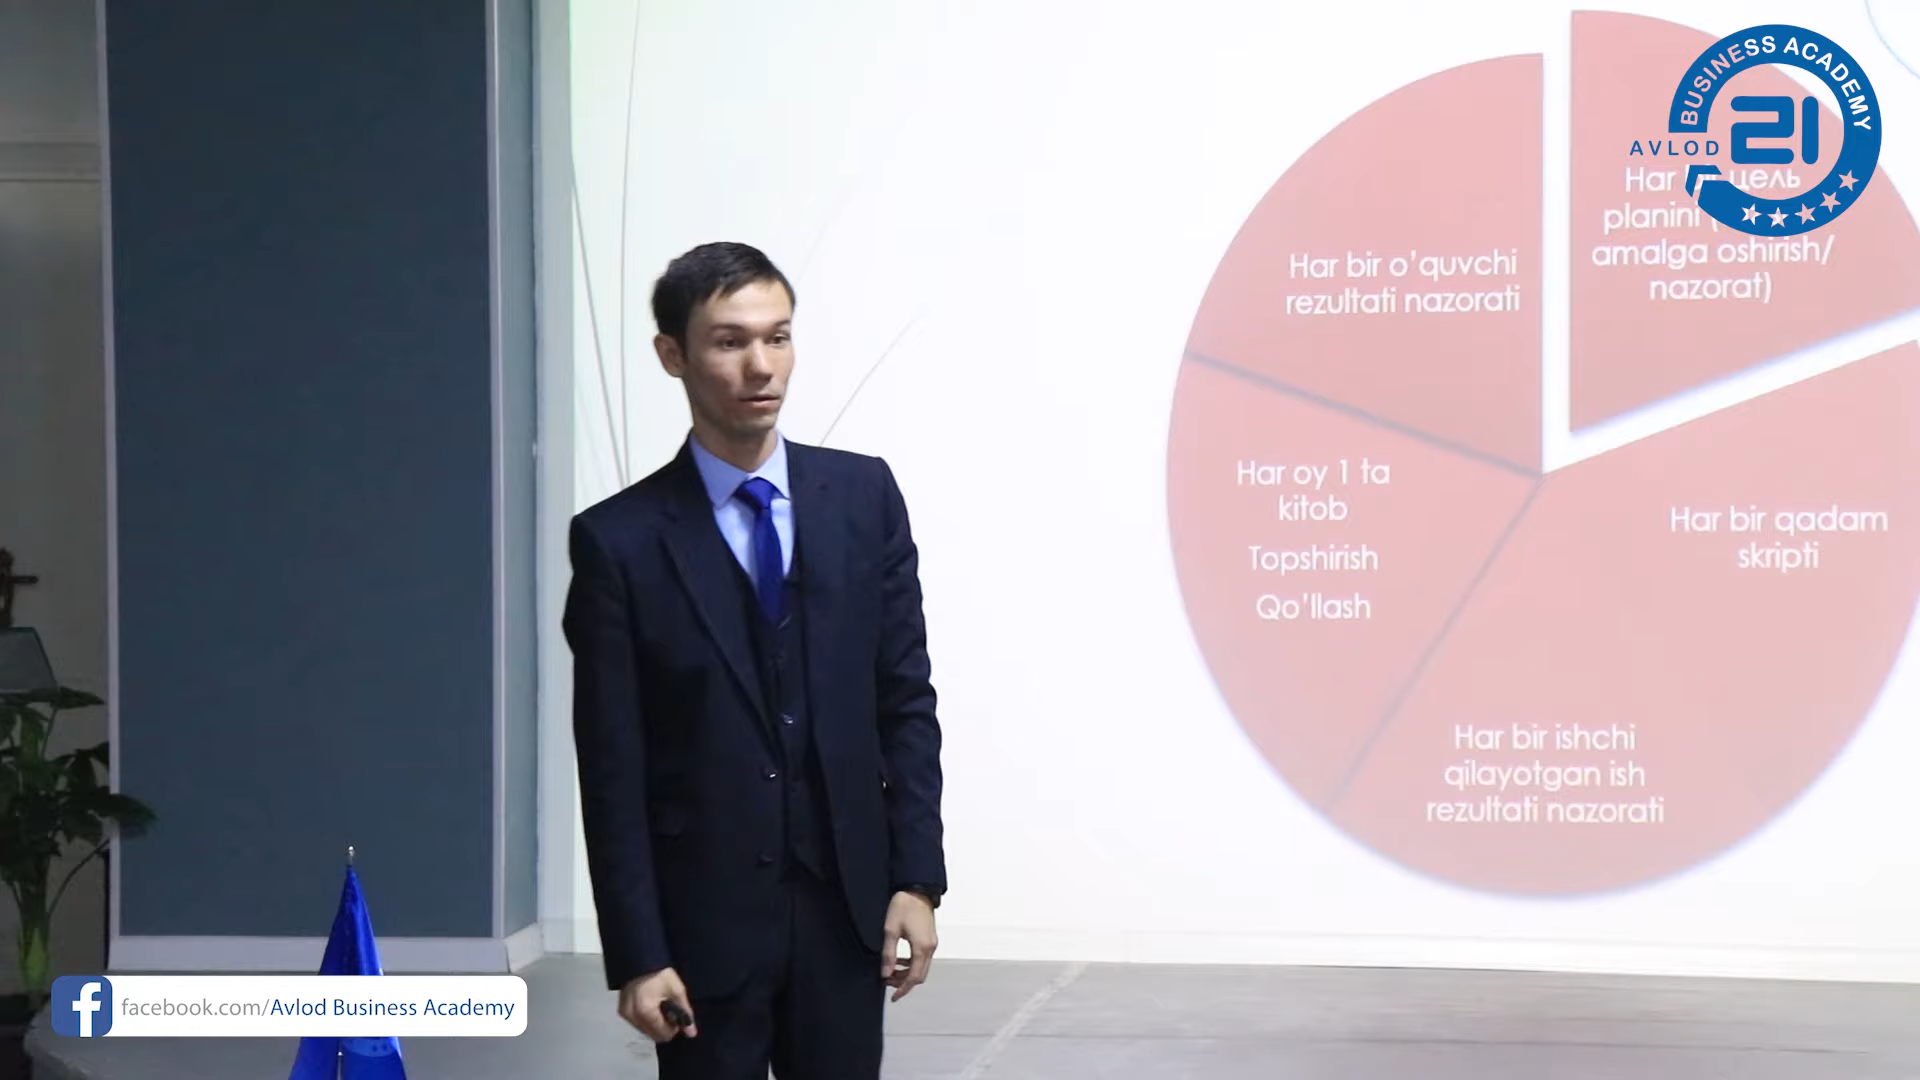 BUSINESS ACADEMY
AVLOD 21
Har bir цель
planini
amalga oshirish/
nazorat)
Har bir o'quvchi
rezultati nazorati
Har oy 1 ta
kitob
Topshirish
Qo'llash
Har bir qadam
skripti
Har bir ishchi
qilayotgan ish
rezultati nazorati
facebook.com/Avlod Business Academy